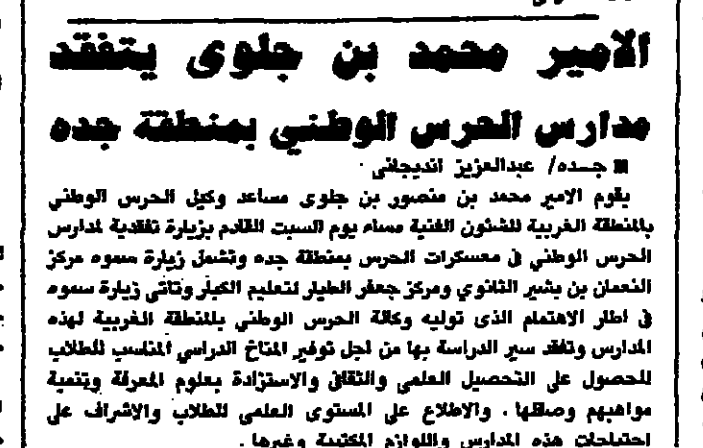 الامير محمد بن جلوى يتفقد
مدارس الحرس الوطني بمنطقة جده
جـــده/ عبدالعزيز انديجانى
يقوم الامير محمد بن منصور بن جلوى مساعد وكيل الحرس الوطني
بالمنطقة الغربية للشئون الفنية مساء يوم السبت القادم بزيارة تفقدية لمدارس
الحرس الوطني في معسكرات الحرس بمنطقة جده وتشمل زيارة سموه مركز
النعمان بن بشير الثانوي ومركز جعفر الطيار لتعليم الكبار وتاتى زيارة سموه
في اطار الاهتمام الذى توليه وكالة الحرس الوطني بالمنطقة الغربية لهذه
المدارس وتفقد سير الدراسة بها من اجل توفير المناخ الدراسي المناسب للطلاب
للحصول على التحصيل العلمي والثقافي والاستزادة بعلوم المعرفة وتنمية
مواهبهم وصقلها . والاطلاع على المستوى العلمى للطلاب والاشراف على
احتياجات هذه المدارس واللوازم المكتبية وغيرها .